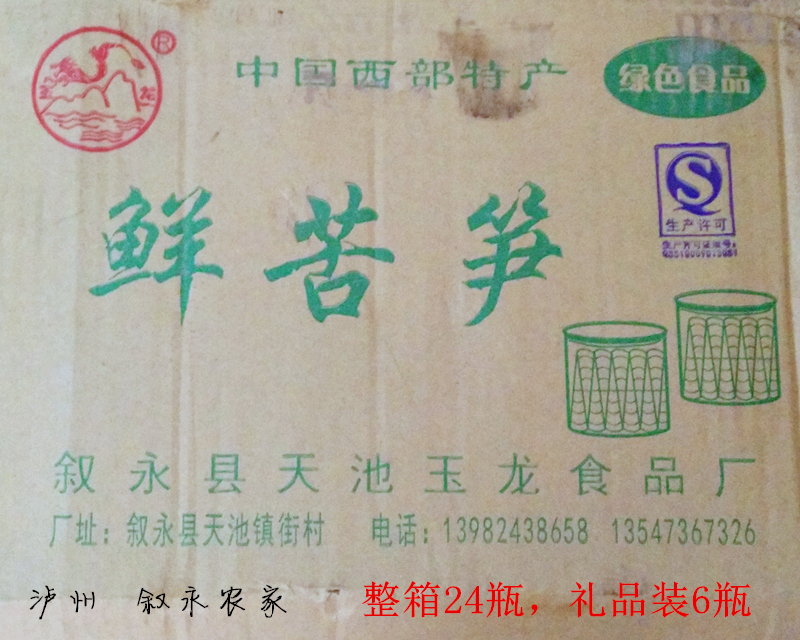 玉龙
®
中国西部特产
绿色食品
生产许可
鲜苦笋
叙永县天池玉龙食品厂
厂址：叙永县天池镇街村 电话：13982438658 13547367326
泸州 叙永农家 整箱24瓶，礼品装6瓶